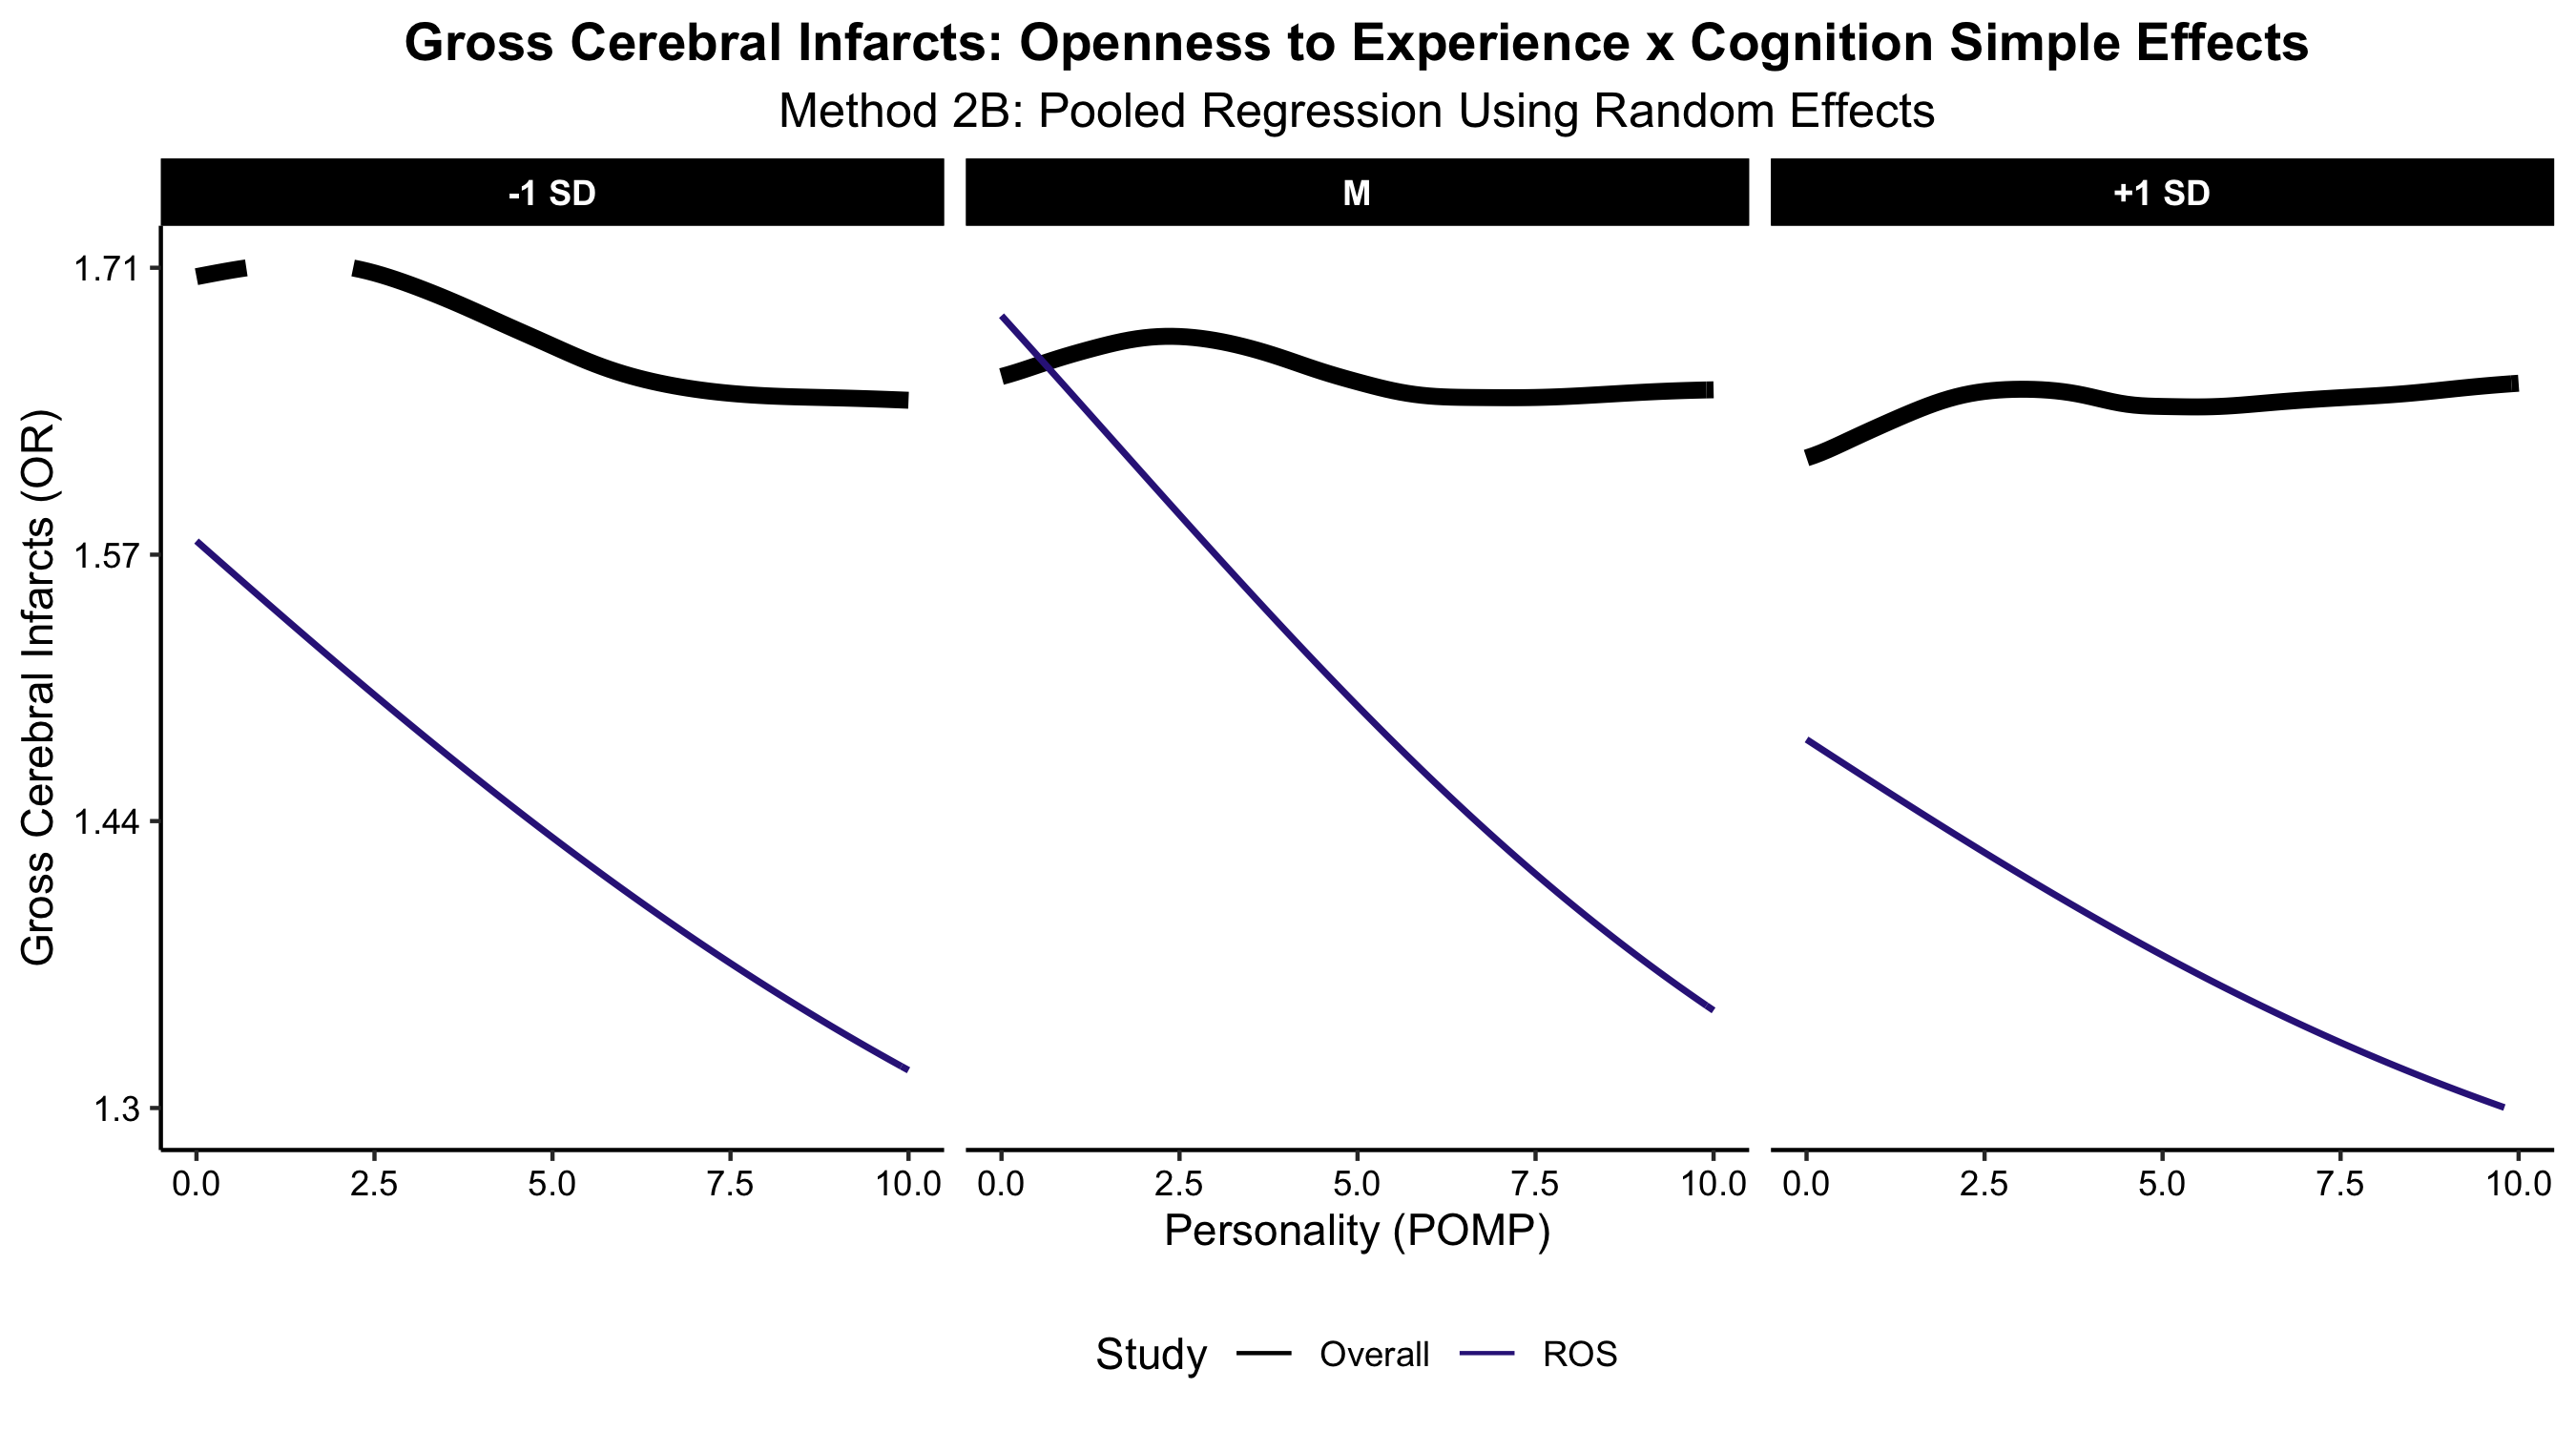 Gross Cerebral Infarcts: Openness to Experience x Cognition Simple Effects
Method 2B: Pooled Regression Using Random Effects
-1 SD
M
+1 SD
Gross Cerebral Infarcts (OR)
1.71
1.57
1.44
1.3
0.0 2.5 5.0 7.5 10.0
0.0 2.5 5.0 7.5 10.0
0.0 2.5 5.0 7.5 10.0
Personality (POMP)
Study Overall ROS